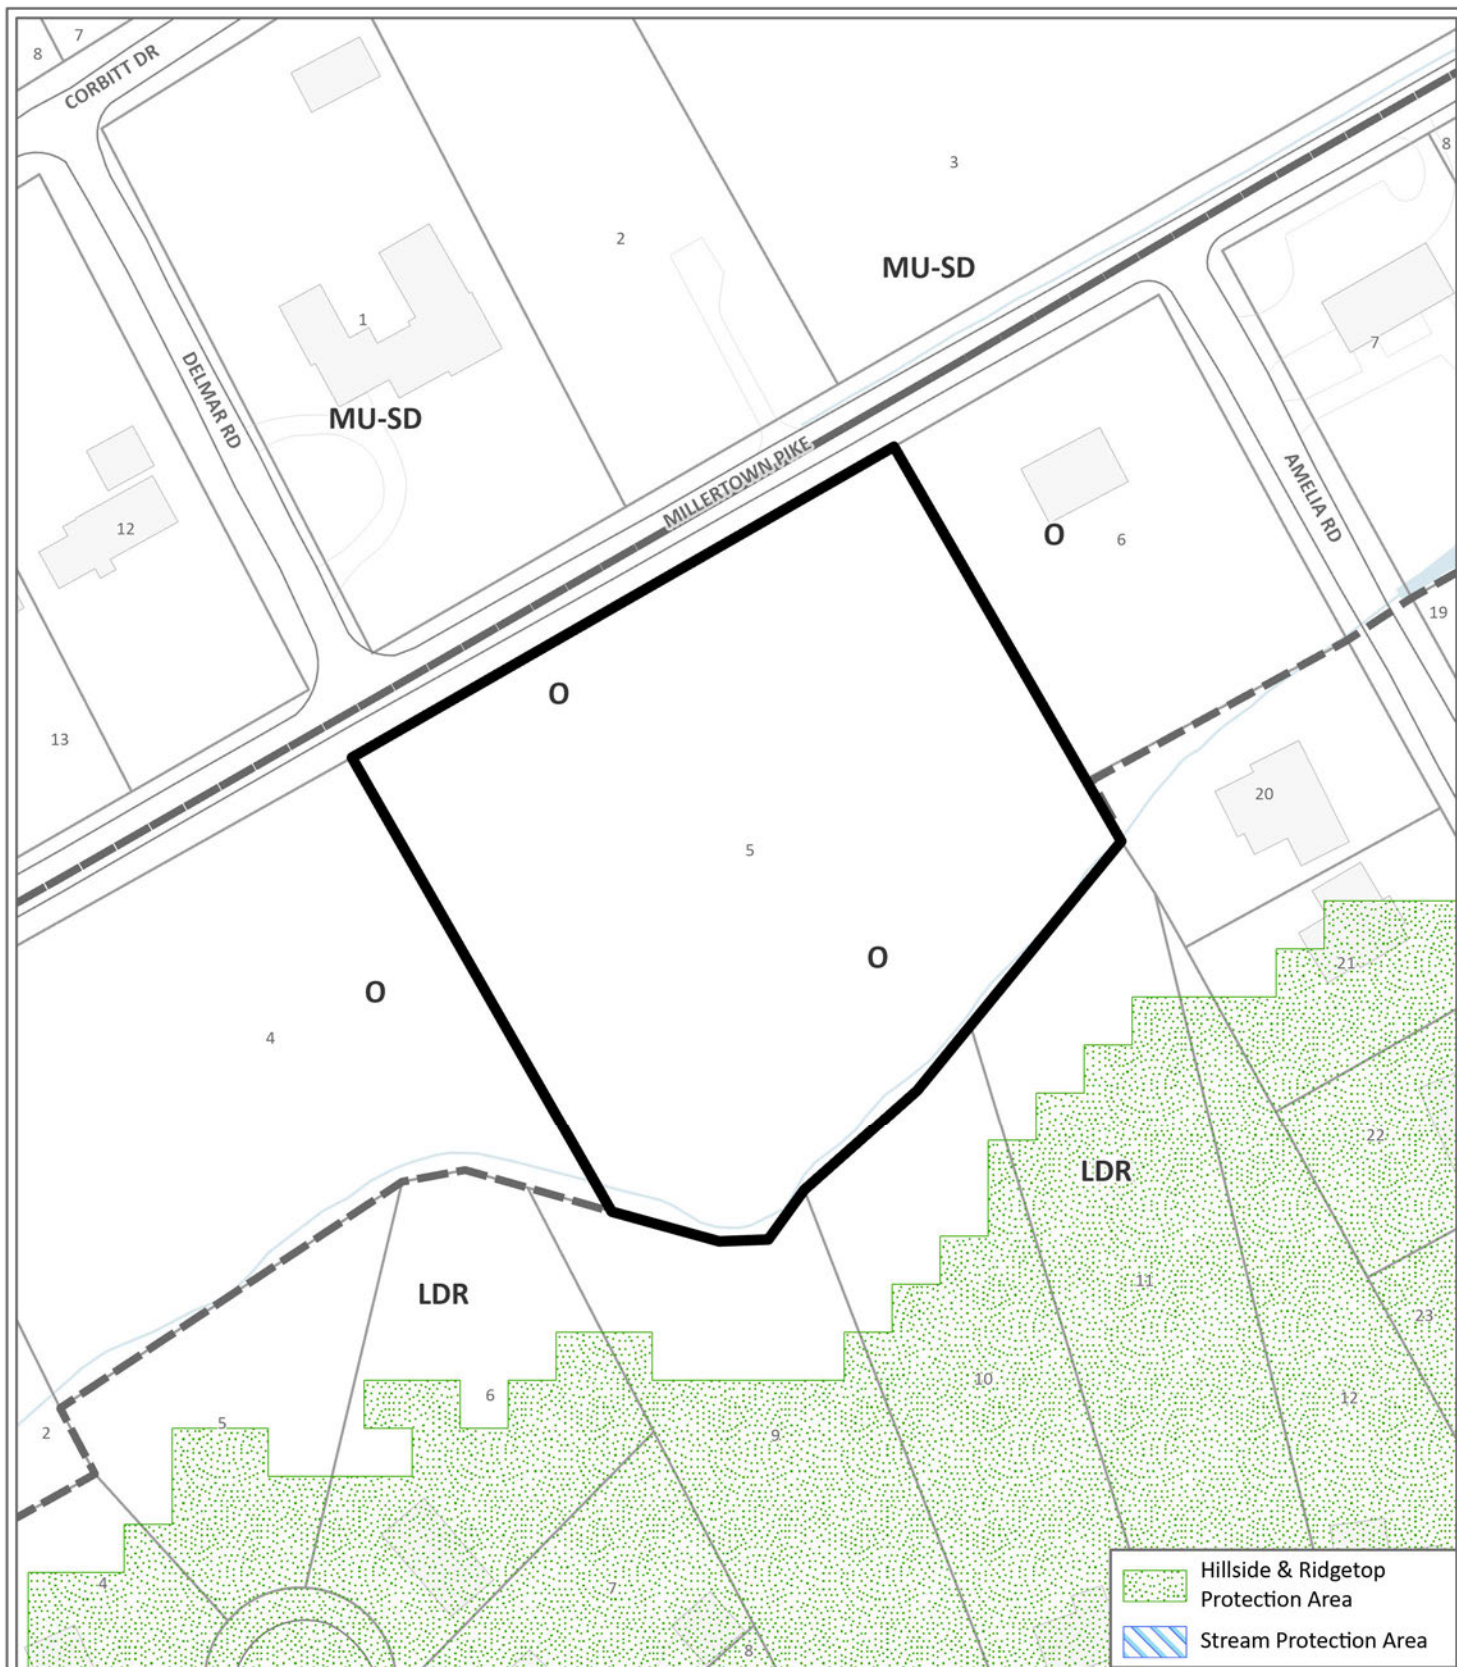 8
7
CORBITT DR
3
8
2
MU-SD
1
7
DELMAR RD
MU-SD
MILLERTOWN PIKE
AMELIA RD
12
O
6
19
O
13
20
5
O
21
O
4
22
LDR
11
LDR
23
10
6
12
5
2
9
4
7
8
Hillside & Ridgetop
Protection Area
Stream Protection Area